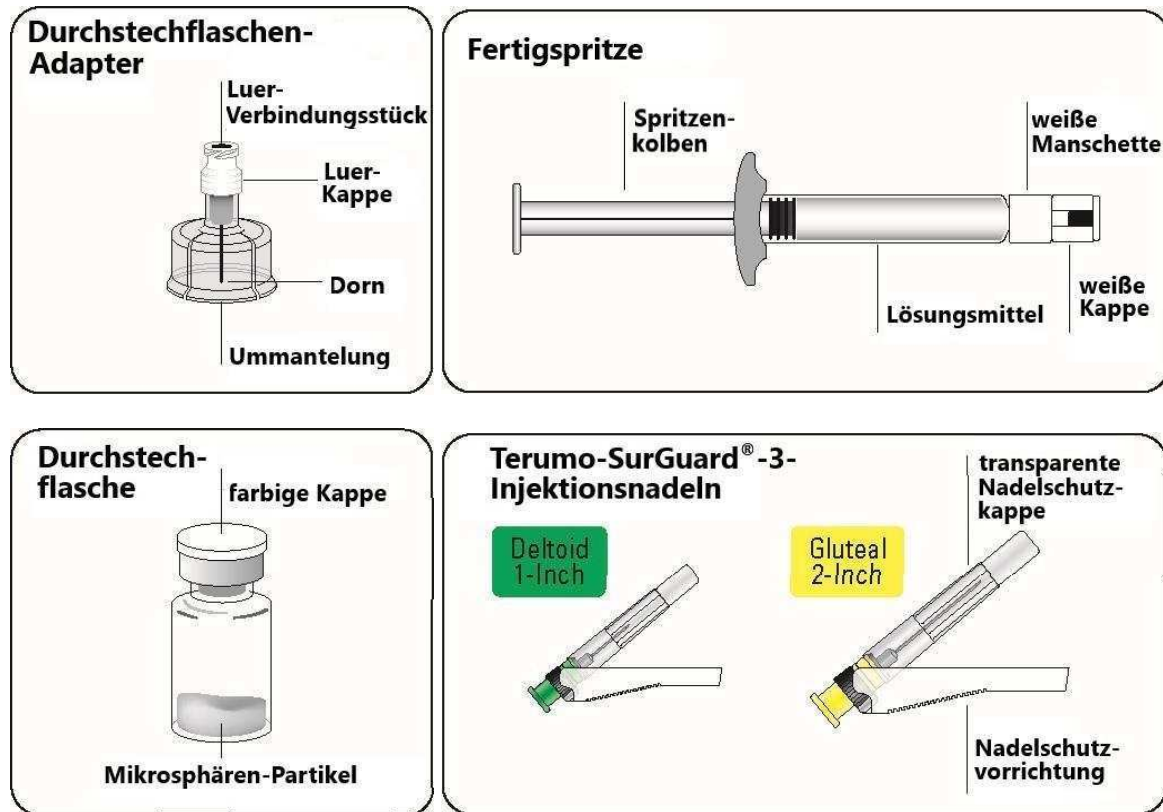 Durchstechflaschen-
Adapter
Luer-
Verbindungsstück
Luer-
Kappe
Dorn
Ummantelung
Fertigspritze
Spritzen-
kolben
weiße
Manschette
Lösungsmittel
weiße
Kappe
Durchstech-
flasche
farbige Kappe
Mikrosphären-Partikel
Terumo-SurGuard®-3-
Injektionsnadeln
transparente
Nadelschutz-
kappe
Deltoid
1-Inch
Gluteal
2-Inch
Nadelschutz-
vorrichtung